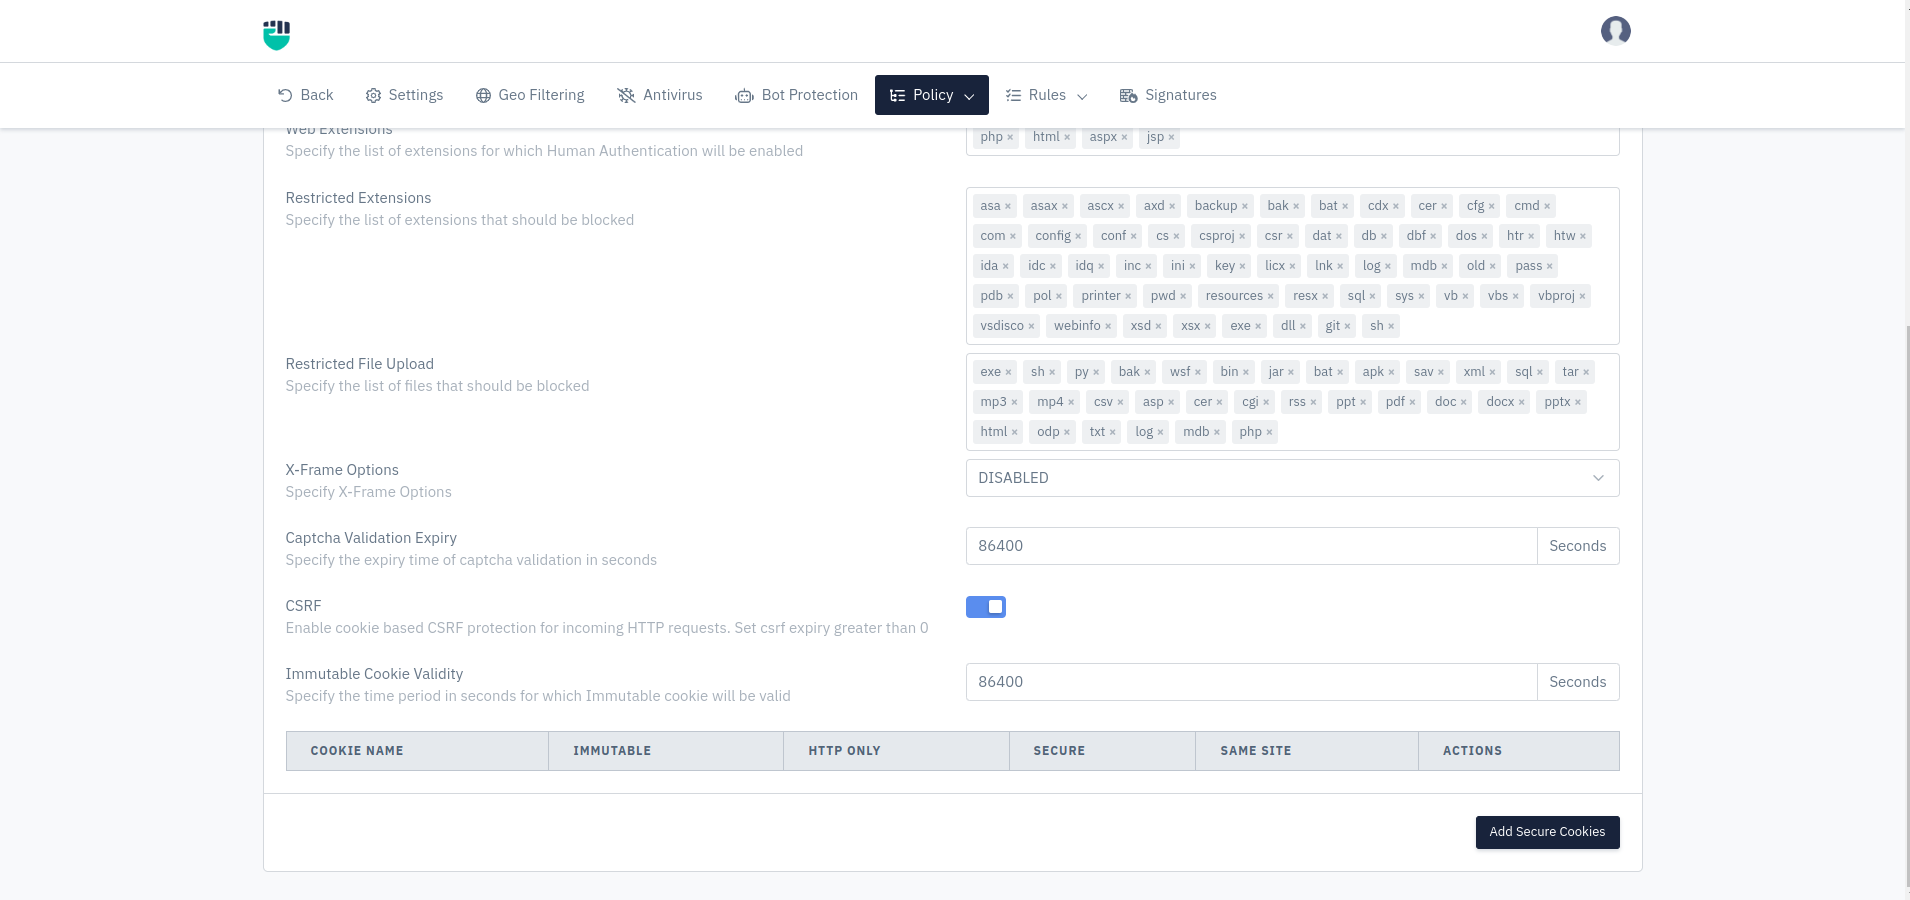 Back Settings Geo Filtering Antivirus Bot Protection Policy Rules Signatures
Web Extensions
php × html × aspx × jsp ×
Specify the list of extensions for which Human Authentication will be enabled
Restricted Extensions
Specify the list of extensions that should be blocked
asa × asax × ascx × axd × backup × bak × bat × cdx × cer × cfg × cmd ×
com × config × conf × cs × csproj × csr × dat × db × dbf × dos × htr × htw ×
ida × idc × idq × inc × ini × key × licx × lnk × log × mdb × old × pass ×
pdb × pol × printer × pwd × resources × resx × sql × sys × vb × vbs × vbproj ×
vsdisco × webinfo × xsd × xsx × exe × dll × git × sh ×
Restricted File Upload
Specify the list of files that should be blocked
exe × sh × py × bak × wsf × bin × jar × bat × apk × sav × xml × sql × tar ×
mp3 × mp4 × csv × asp × cer × cgi × rss × ppt × pdf × doc × docx × pptx ×
html × odp × txt × log × mdb × php ×
X-Frame Options
Specify X-Frame Options
DISABLED
Captcha Validation Expiry
Specify the expiry time of captcha validation in seconds
86400 Seconds
CSRF
Enable cookie based CSRF protection for incoming HTTP requests. Set csrf expiry greater than 0
Immutable Cookie Validity
Specify the time period in seconds for which Immutable cookie will be valid
86400 Seconds
COOKIE NAME IMMUTABLE HTTP ONLY SECURE SAME SITE ACTIONS
Add Secure Cookies